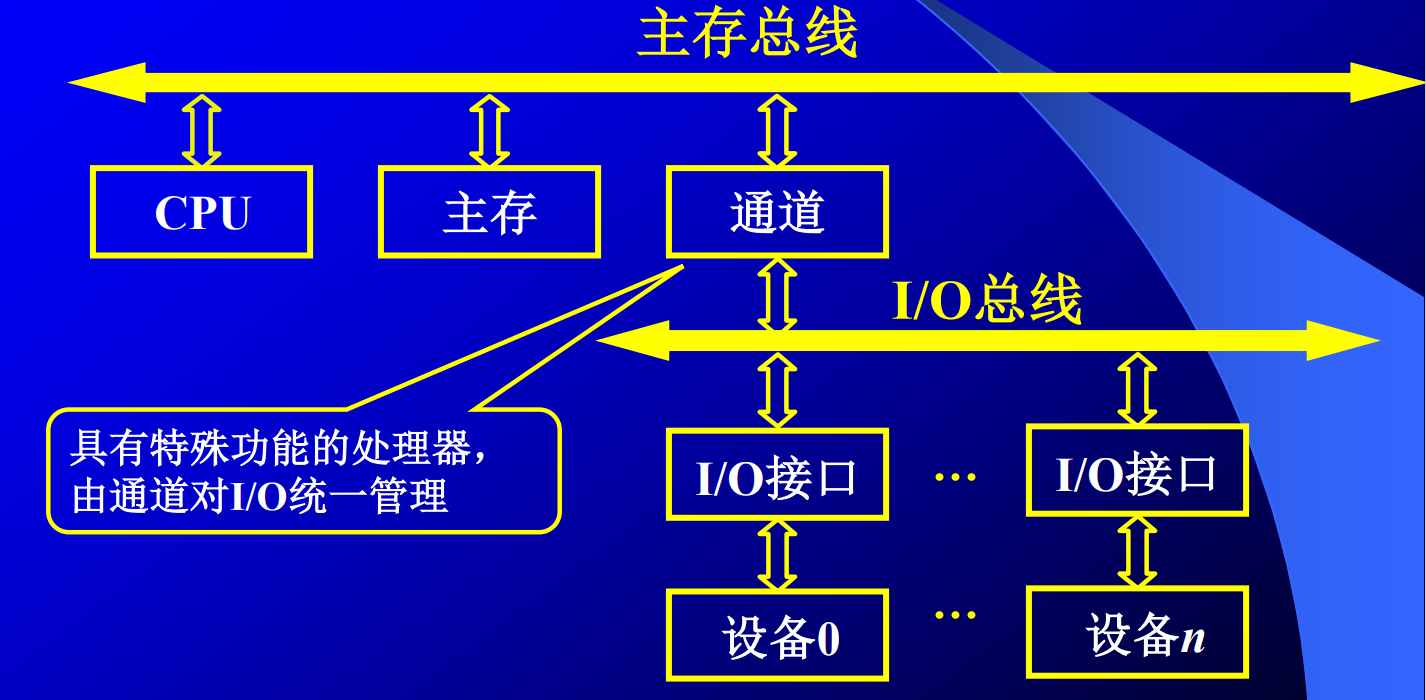 主存总线
CPU
主存
通道
I/O总线
具有特殊功能的处理器，
由通道对I/O统一管理
I/O接口
…
I/O接口
设备0
…
设备n